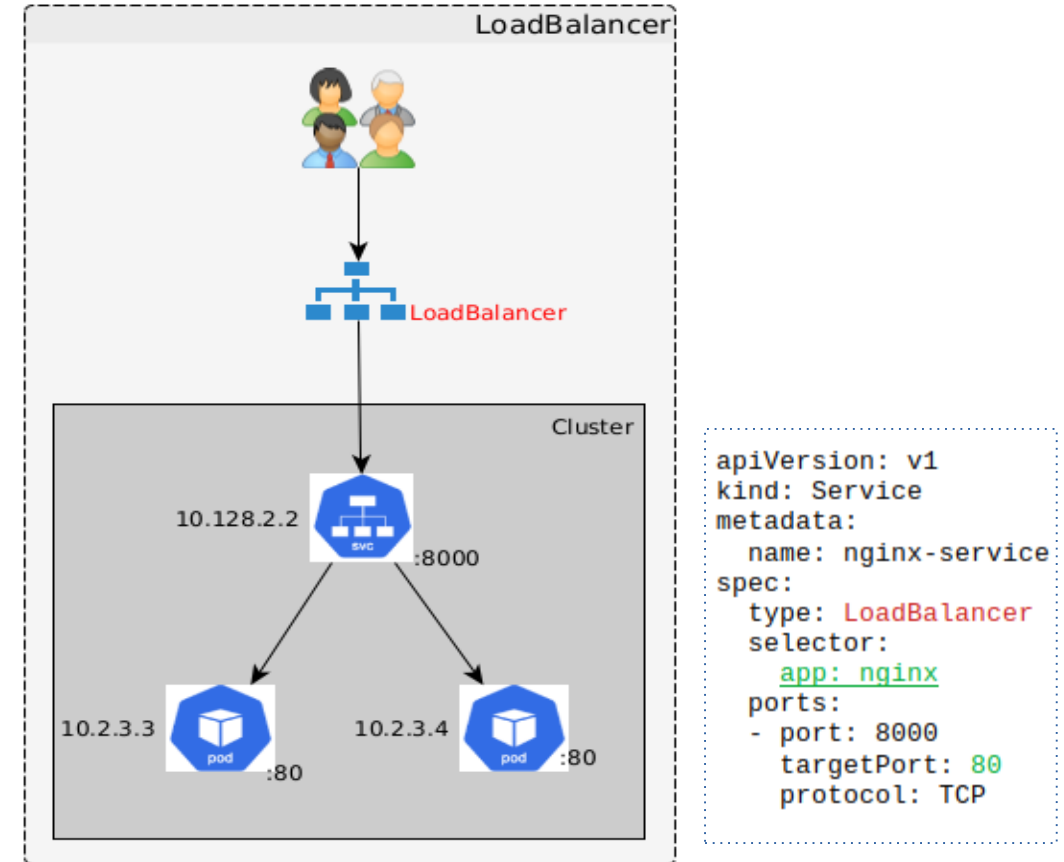 LoadBalancer
LoadBalancer
Cluster
10.128.2.2
svc
:8000
10.2.3.3
pod
:80
10.2.3.4
pod
:80
apiVersion: v1
kind: Service
metadata:
  name: nginx-service
spec:
  type: LoadBalancer
  selector:
    app: nginx
  ports:
  - port: 8000
    targetPort: 80
    protocol: TCP